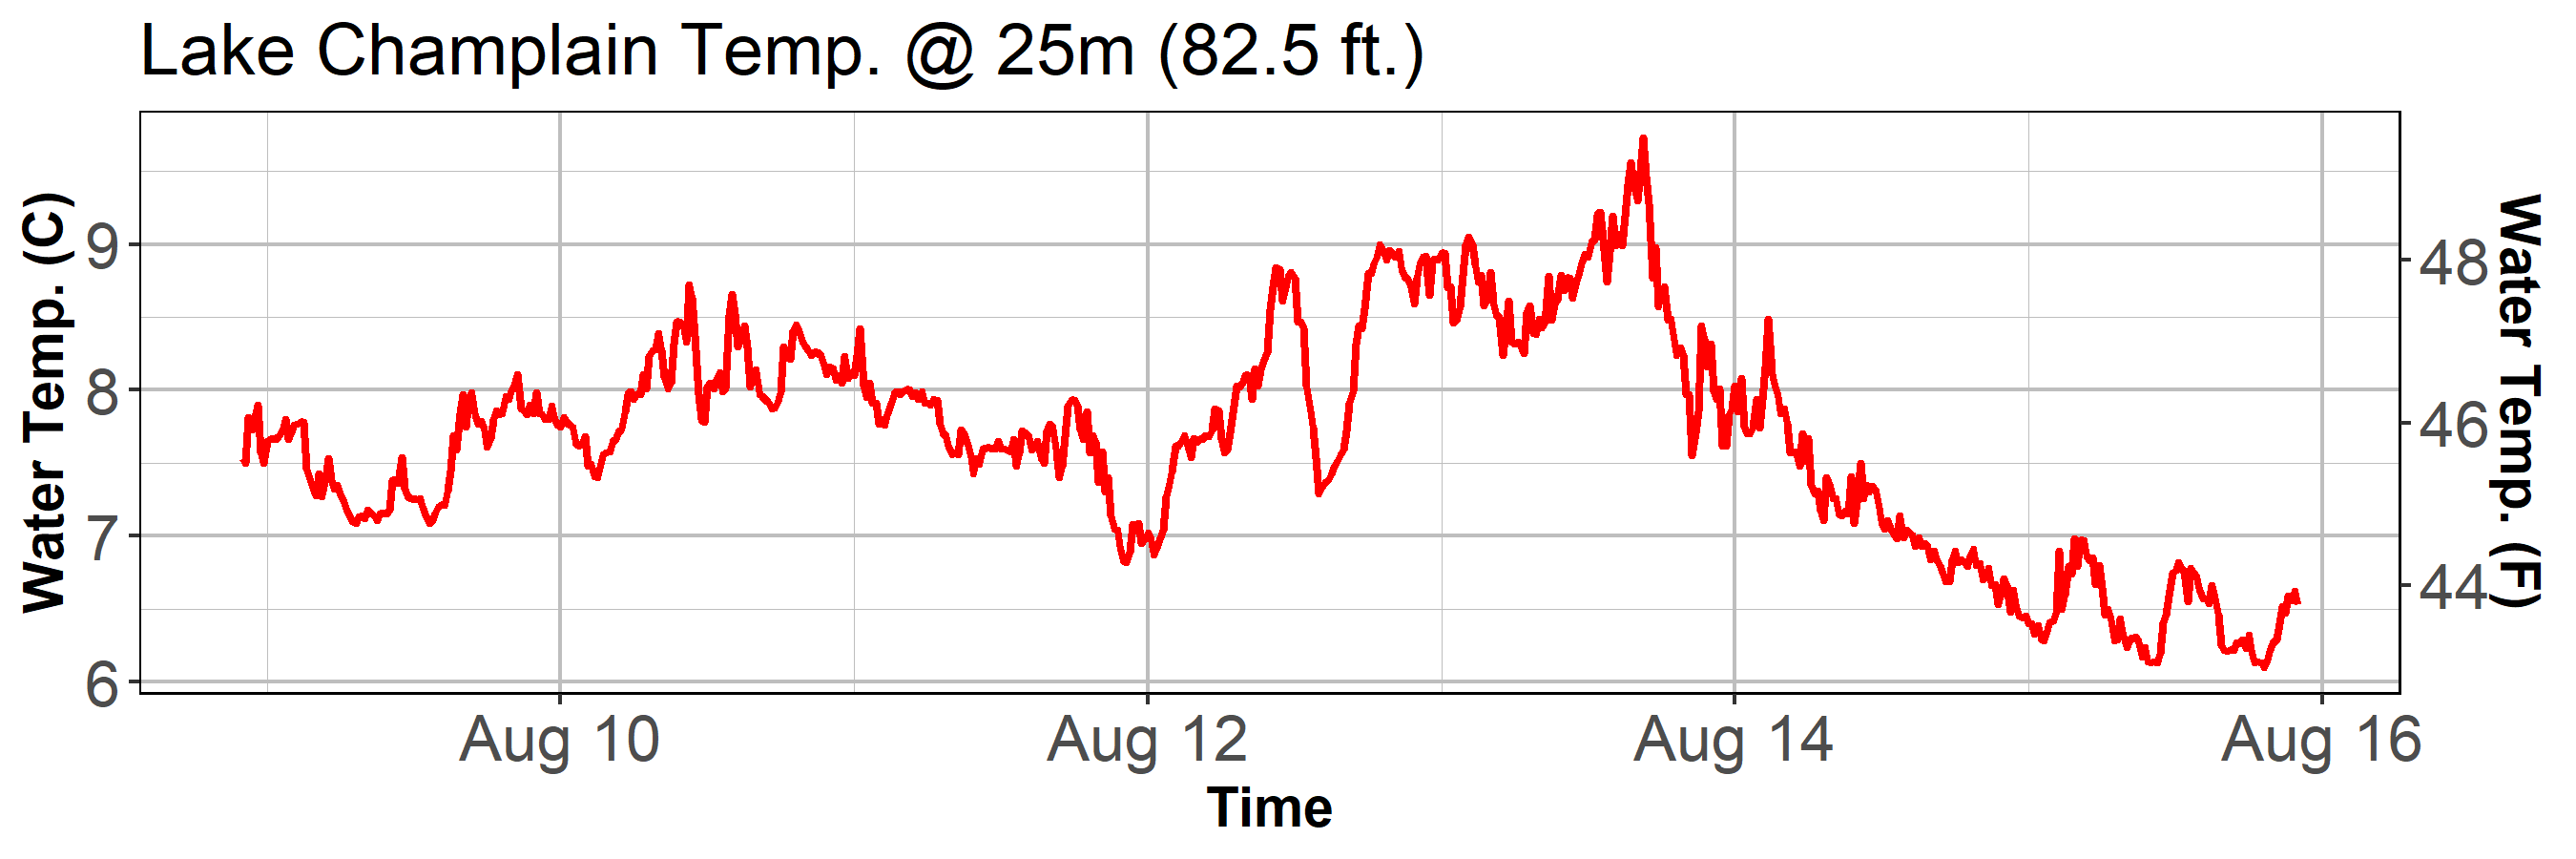 Lake Champlain Temp. @ 25m (82.5 ft.)
Water Temp. (C)
9
8
7
6
48
46
44
Water Temp. (F)
Aug 10
Aug 12
Aug 14
Aug 16
Time